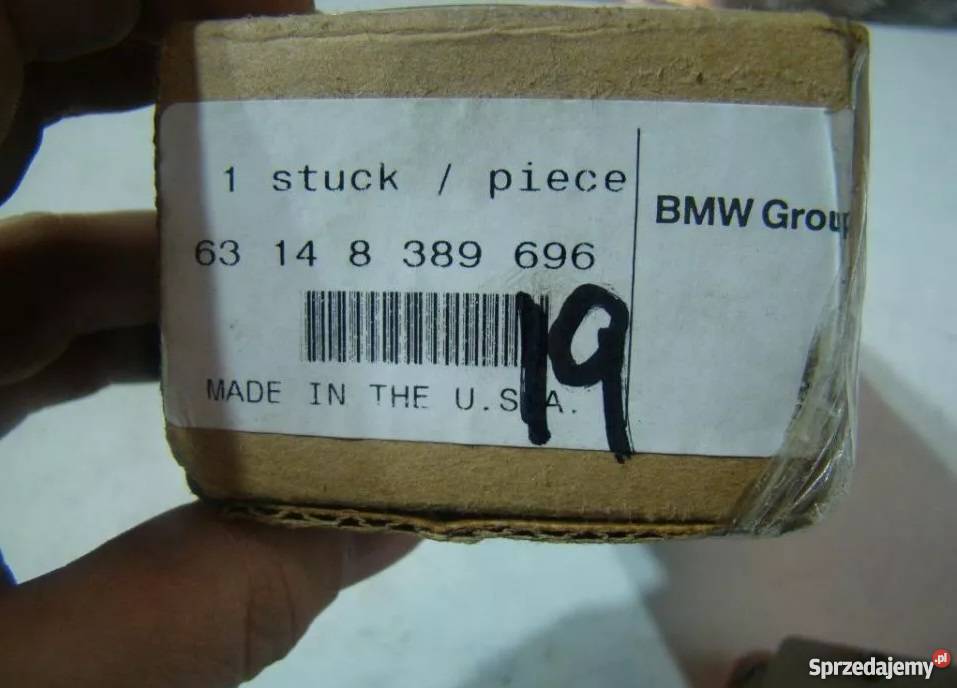 1 stuck / piece
BMW Group
63 14 8 389 696
19
MADE IN THE U.S.A.
Sprzedajemy.pl